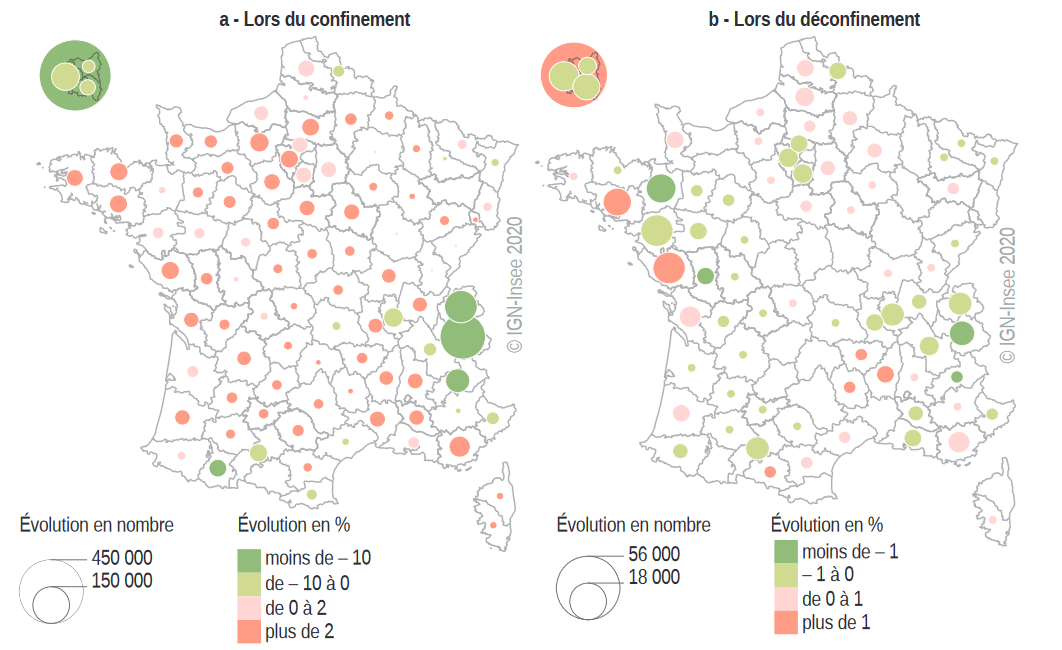 a - Lors du confinement
b - Lors du déconfinement
© IGN-Insee 2020
© IGN-Insee 2020
Évolution en nombre
450 000
150 000
Évolution en %
moins de – 10
de – 10 à 0
de 0 à 2
plus de 2
Évolution en nombre
56 000
18 000
Évolution en %
moins de – 1
– 1 à 0
de 0 à 1
plus de 1